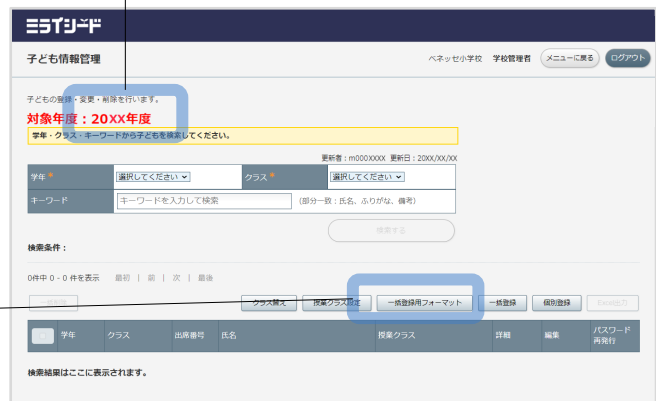 ミライシード
子ども情報管理
ベネッセ小学校 学校管理者 メニューに戻る ログアウト
子どもの登録・変更・削除を行います。
対象年度：20XX年度
学年・クラス・キーワードから子どもを検索してください。
更新者：m000XXXX 更新日：20XX/XX/XX
学年* 選択してください クラス* 選択してください
キーワード キーワードを入力して検索 (部分一致：氏名、ふりがな、備考)
検索する
検索条件：
0件中 0 - 0 件を表示 最初 | 前 | 次 | 最後
一括削除 クラス替え 授業クラス設定 一括登録用フォーマット 一括登録 個別登録 Excel出力
学年 クラス 出席番号 氏名 授業クラス 詳細 編集 パスワード
再発行
検索結果はここに表示されます。